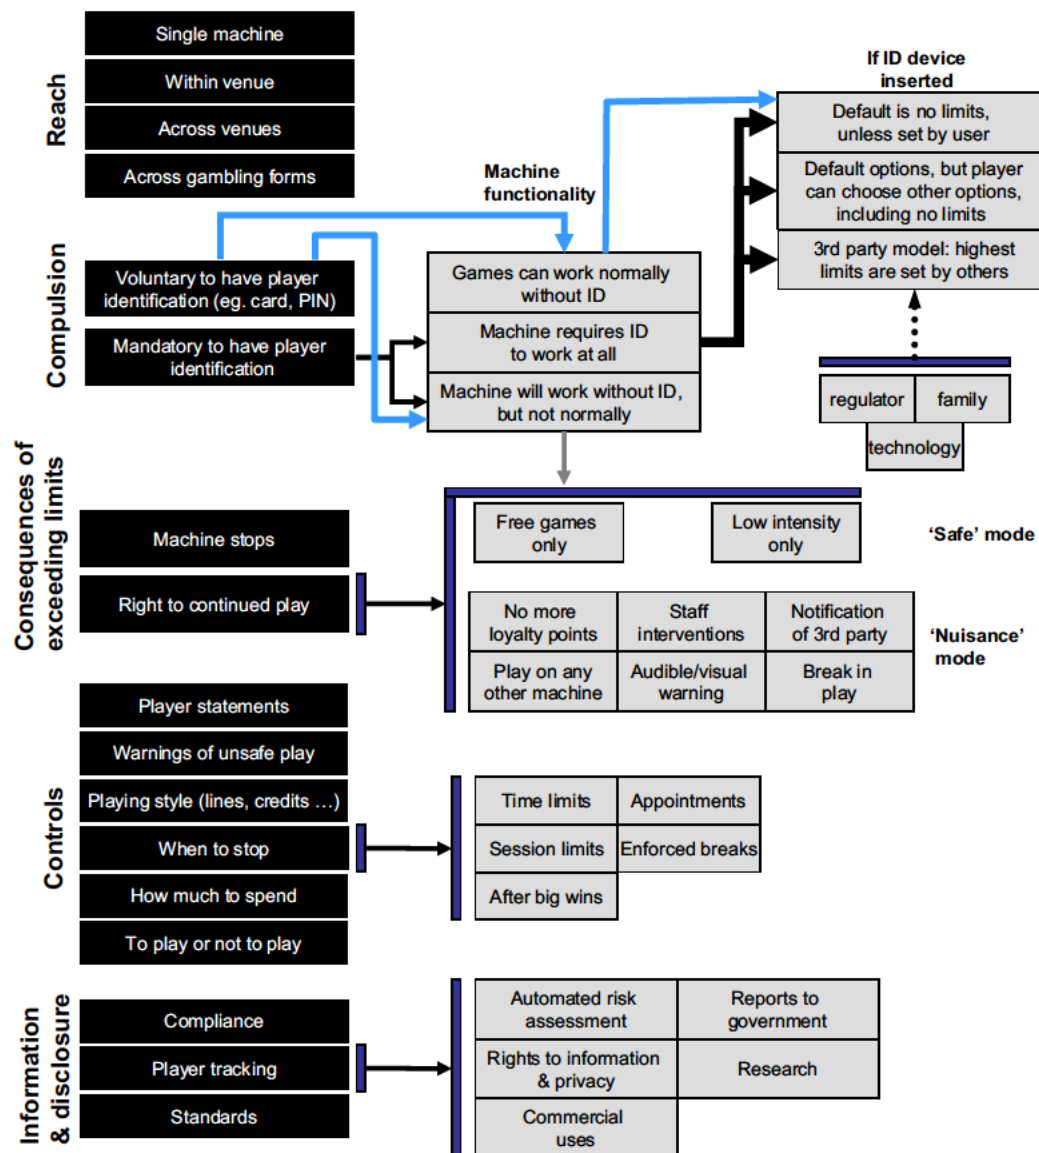 Reach
Single machine
Within venue
Across venues
Across gambling forms
If ID device
inserted
Default is no limits,
unless set by user
Default options, but player
can choose other options,
including no limits
3rd party model: highest
limits are set by others
Machine
functionality
Compulsion
Voluntary to have player
identification (eg. card, PIN)
Mandatory to have player
identification
Games can work normally
without ID
Machine requires ID
to work at all
Machine will work without ID,
but not normally
regulator
family
technology
Consequences of
exceeding limits
Machine stops
Right to continued play
Free games
only
Low intensity
only
‘Safe’ mode
No more
loyalty points
Staff
interventions
Notification
of 3rd party
Play on any
other machine
Audible/visual
warning
Break in
play
‘Nuisance’
mode
Controls
Player statements
Warnings of unsafe play
Playing style (lines, credits …)
When to stop
How much to spend
To play or not to play
Time limits
Appointments
Session limits
Enforced breaks
After big wins
Information
& disclosure
Compliance
Player tracking
Standards
Automated risk
assessment
Reports to
government
Rights to information
& privacy
Research
Commercial
uses